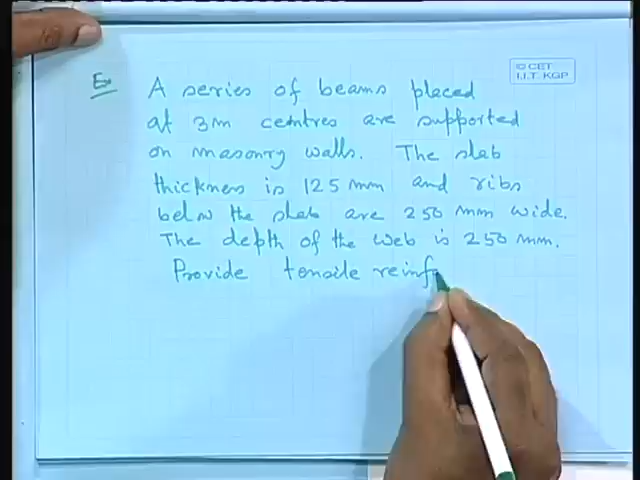 ©CET
I.I.T. KGP
Ex A series of beams placed
at 3m centres are supported
on masonry walls. The slab
thickness is 125 mm and ribs
below the slab are 250 mm wide.
The depth of the web is 250 mm.
Provide tensile reinf